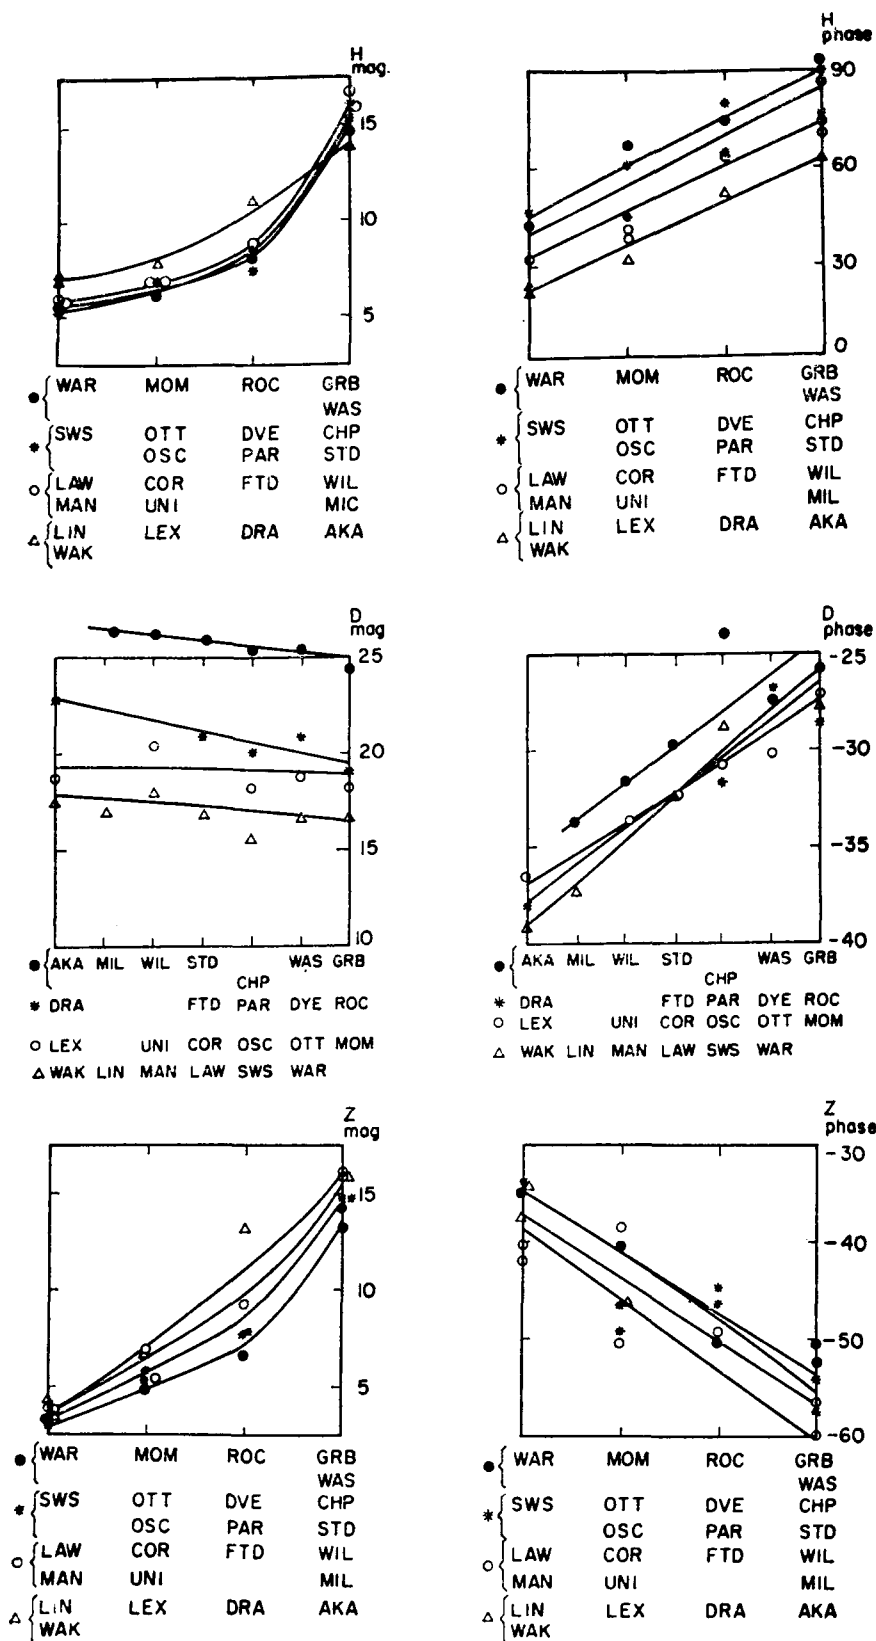 H
mag.
15
10
5
WAR MOM ROC GRB
WAS
SWS OTT DVE CHP
OSC PAR STD
LAW COR FTD WIL
MAN UNI MIC
LIN LEX DRA AKA
WAK
H
phase
90
60
30
0
WAR MOM ROC GRB
WAS
SWS OTT DVE CHP
OSC PAR STD
LAW COR FTD WIL
MAN UNI MIL
LIN LEX DRA AKA
WAK
D
mag
25
20
15
10
AKA MIL WIL STD WAS GRB
CHP
DRA FTD PAR DYE ROC
LEX UNI COR OSC OTT MOM
WAK LIN MAN LAW SWS WAR
D
phase
-25
-30
-35
-40
AKA MIL WIL STD WAS GRB
CHP
DRA FTD PAR DYE ROC
LEX UNI COR OSC OTT MOM
WAK LIN MAN LAW SWS WAR
Z
mag
15
10
5
WAR MOM ROC GRB
WAS
SWS OTT DVE CHP
OSC PAR STD
LAW COR FTD WIL
MAN UNI MIL
LIN LEX DRA AKA
WAK
Z
phase
-30
-40
-50
-60
WAR MOM ROC GRB
WAS
SWS OTT DVE CHP
OSC PAR STD
LAW COR FTD WIL
MAN UNI MIL
LIN LEX DRA AKA
WAK